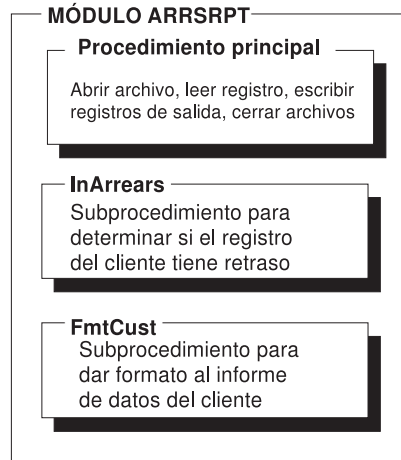 MÓDULO ARRSRPT
Procedimiento principal
Abrir archivo, leer registro, escribir
registros de salida, cerrar archivos
InArrears
Subprocedimiento para
determinar si el registro
del cliente tiene retraso
FmtCust
Subprocedimiento para
dar formato al informe
de datos del cliente